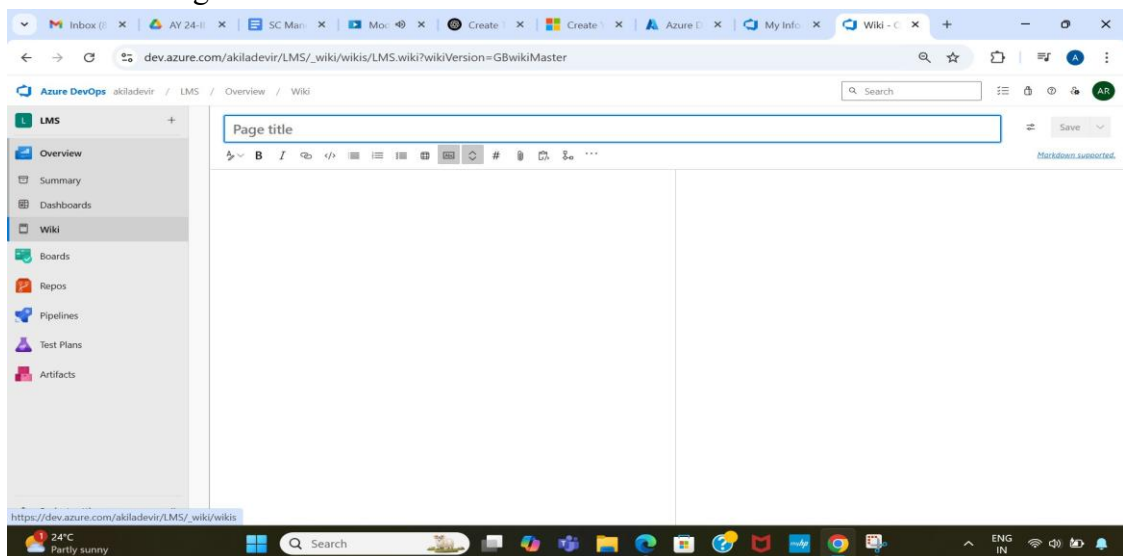 Inbox (
AY 24-I
SC Man
Moc
Create
Create
Azure D
My Info
Wiki - C
dev.azure.com/akiladevir/LMS/_wiki/wikis/LMS.wiki?wikiVersion=GBwikiMaster
A
Azure DevOps akiladevir / LMS / Overview / Wiki
Search
AR
L LMS +
Page title
Save
Overview
B I </> #
Markdown supported.
Summary
Dashboards
Wiki
Boards
Repos
Pipelines
Test Plans
Artifacts
https://dev.azure.com/akiladevir/LMS/_wiki/wikis
1
24°C
Partly sunny
Search
ENG
IN